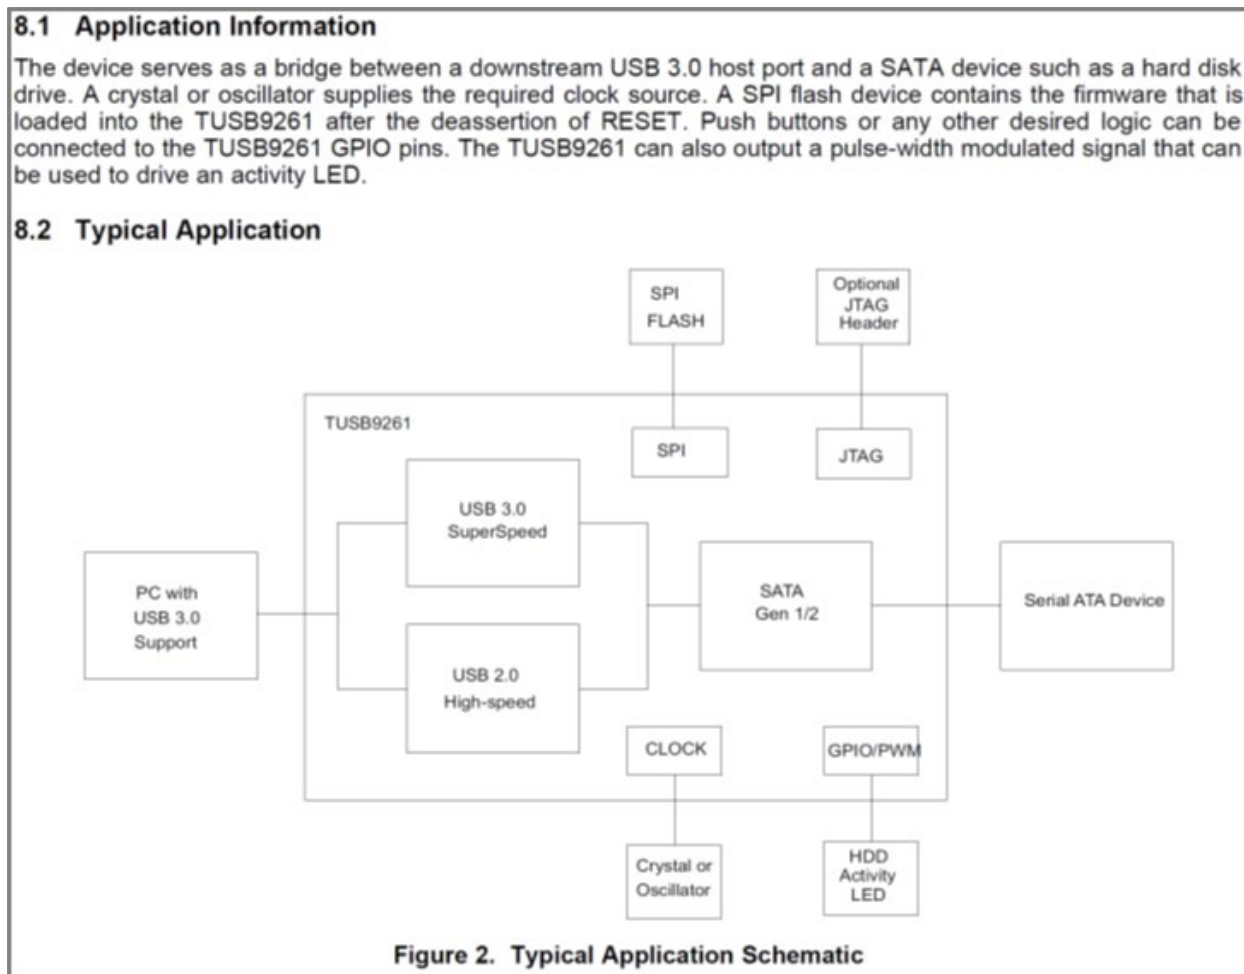 8.1 Application Information
The device serves as a bridge between a downstream USB 3.0 host port and a SATA device such as a hard disk
drive. A crystal or oscillator supplies the required clock source. A SPI flash device contains the firmware that is
loaded into the TUSB9261 after the deassertion of RESET. Push buttons or any other desired logic can be
connected to the TUSB9261 GPIO pins. The TUSB9261 can also output a pulse-width modulated signal that can
be used to drive an activity LED.
8.2 Typical Application
SPI
FLASH
Optional
JTAG
Header
TUSB9261
SPI
JTAG
USB 3.0
SuperSpeed
PC with
USB 3.0
Support
SATA
Gen 1/2
Serial ATA Device
USB 2.0
High-speed
CLOCK
GPIO/PWM
Crystal or
Oscillator
HDD
Activity
LED
Figure 2. Typical Application Schematic